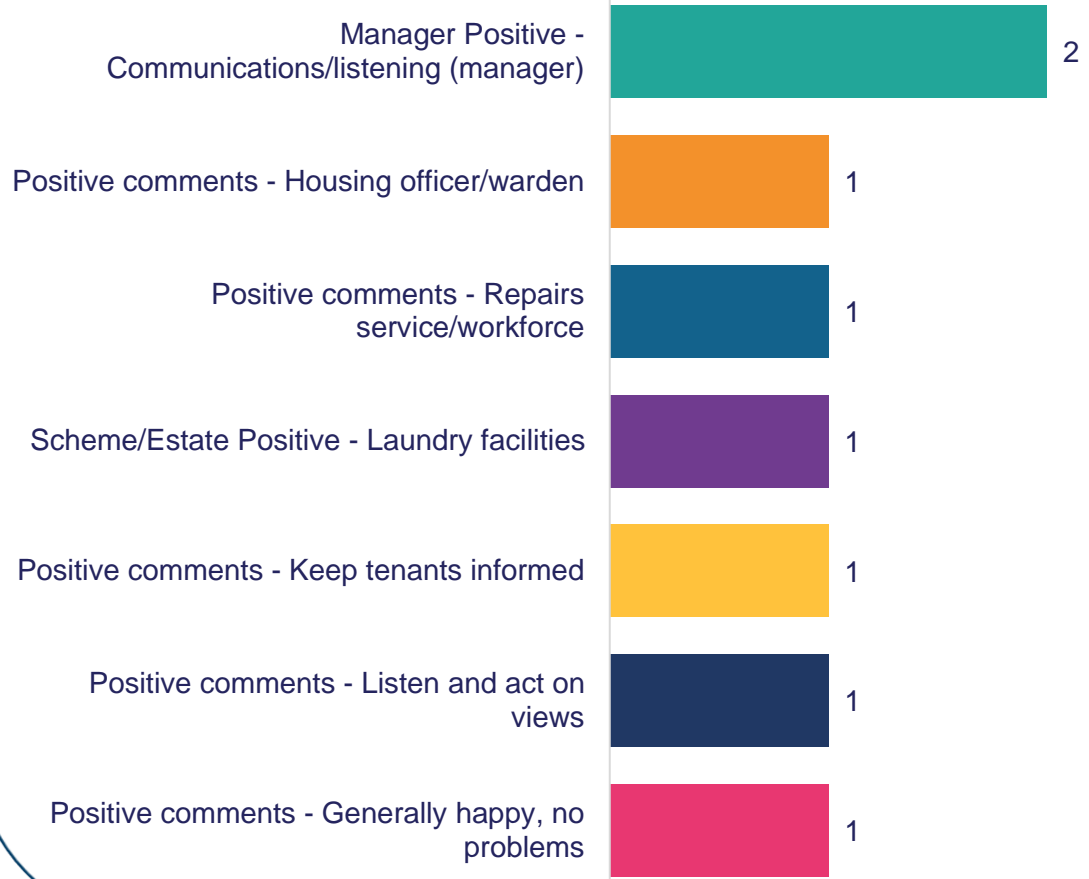 Manager Positive -
Communications/listening (manager)
2
Positive comments - Housing officer/warden
1
Positive comments - Repairs
service/workforce
1
Scheme/Estate Positive - Laundry facilities
1
Positive comments - Keep tenants informed
1
Positive comments - Listen and act on
views
1
Positive comments - Generally happy, no
problems
1